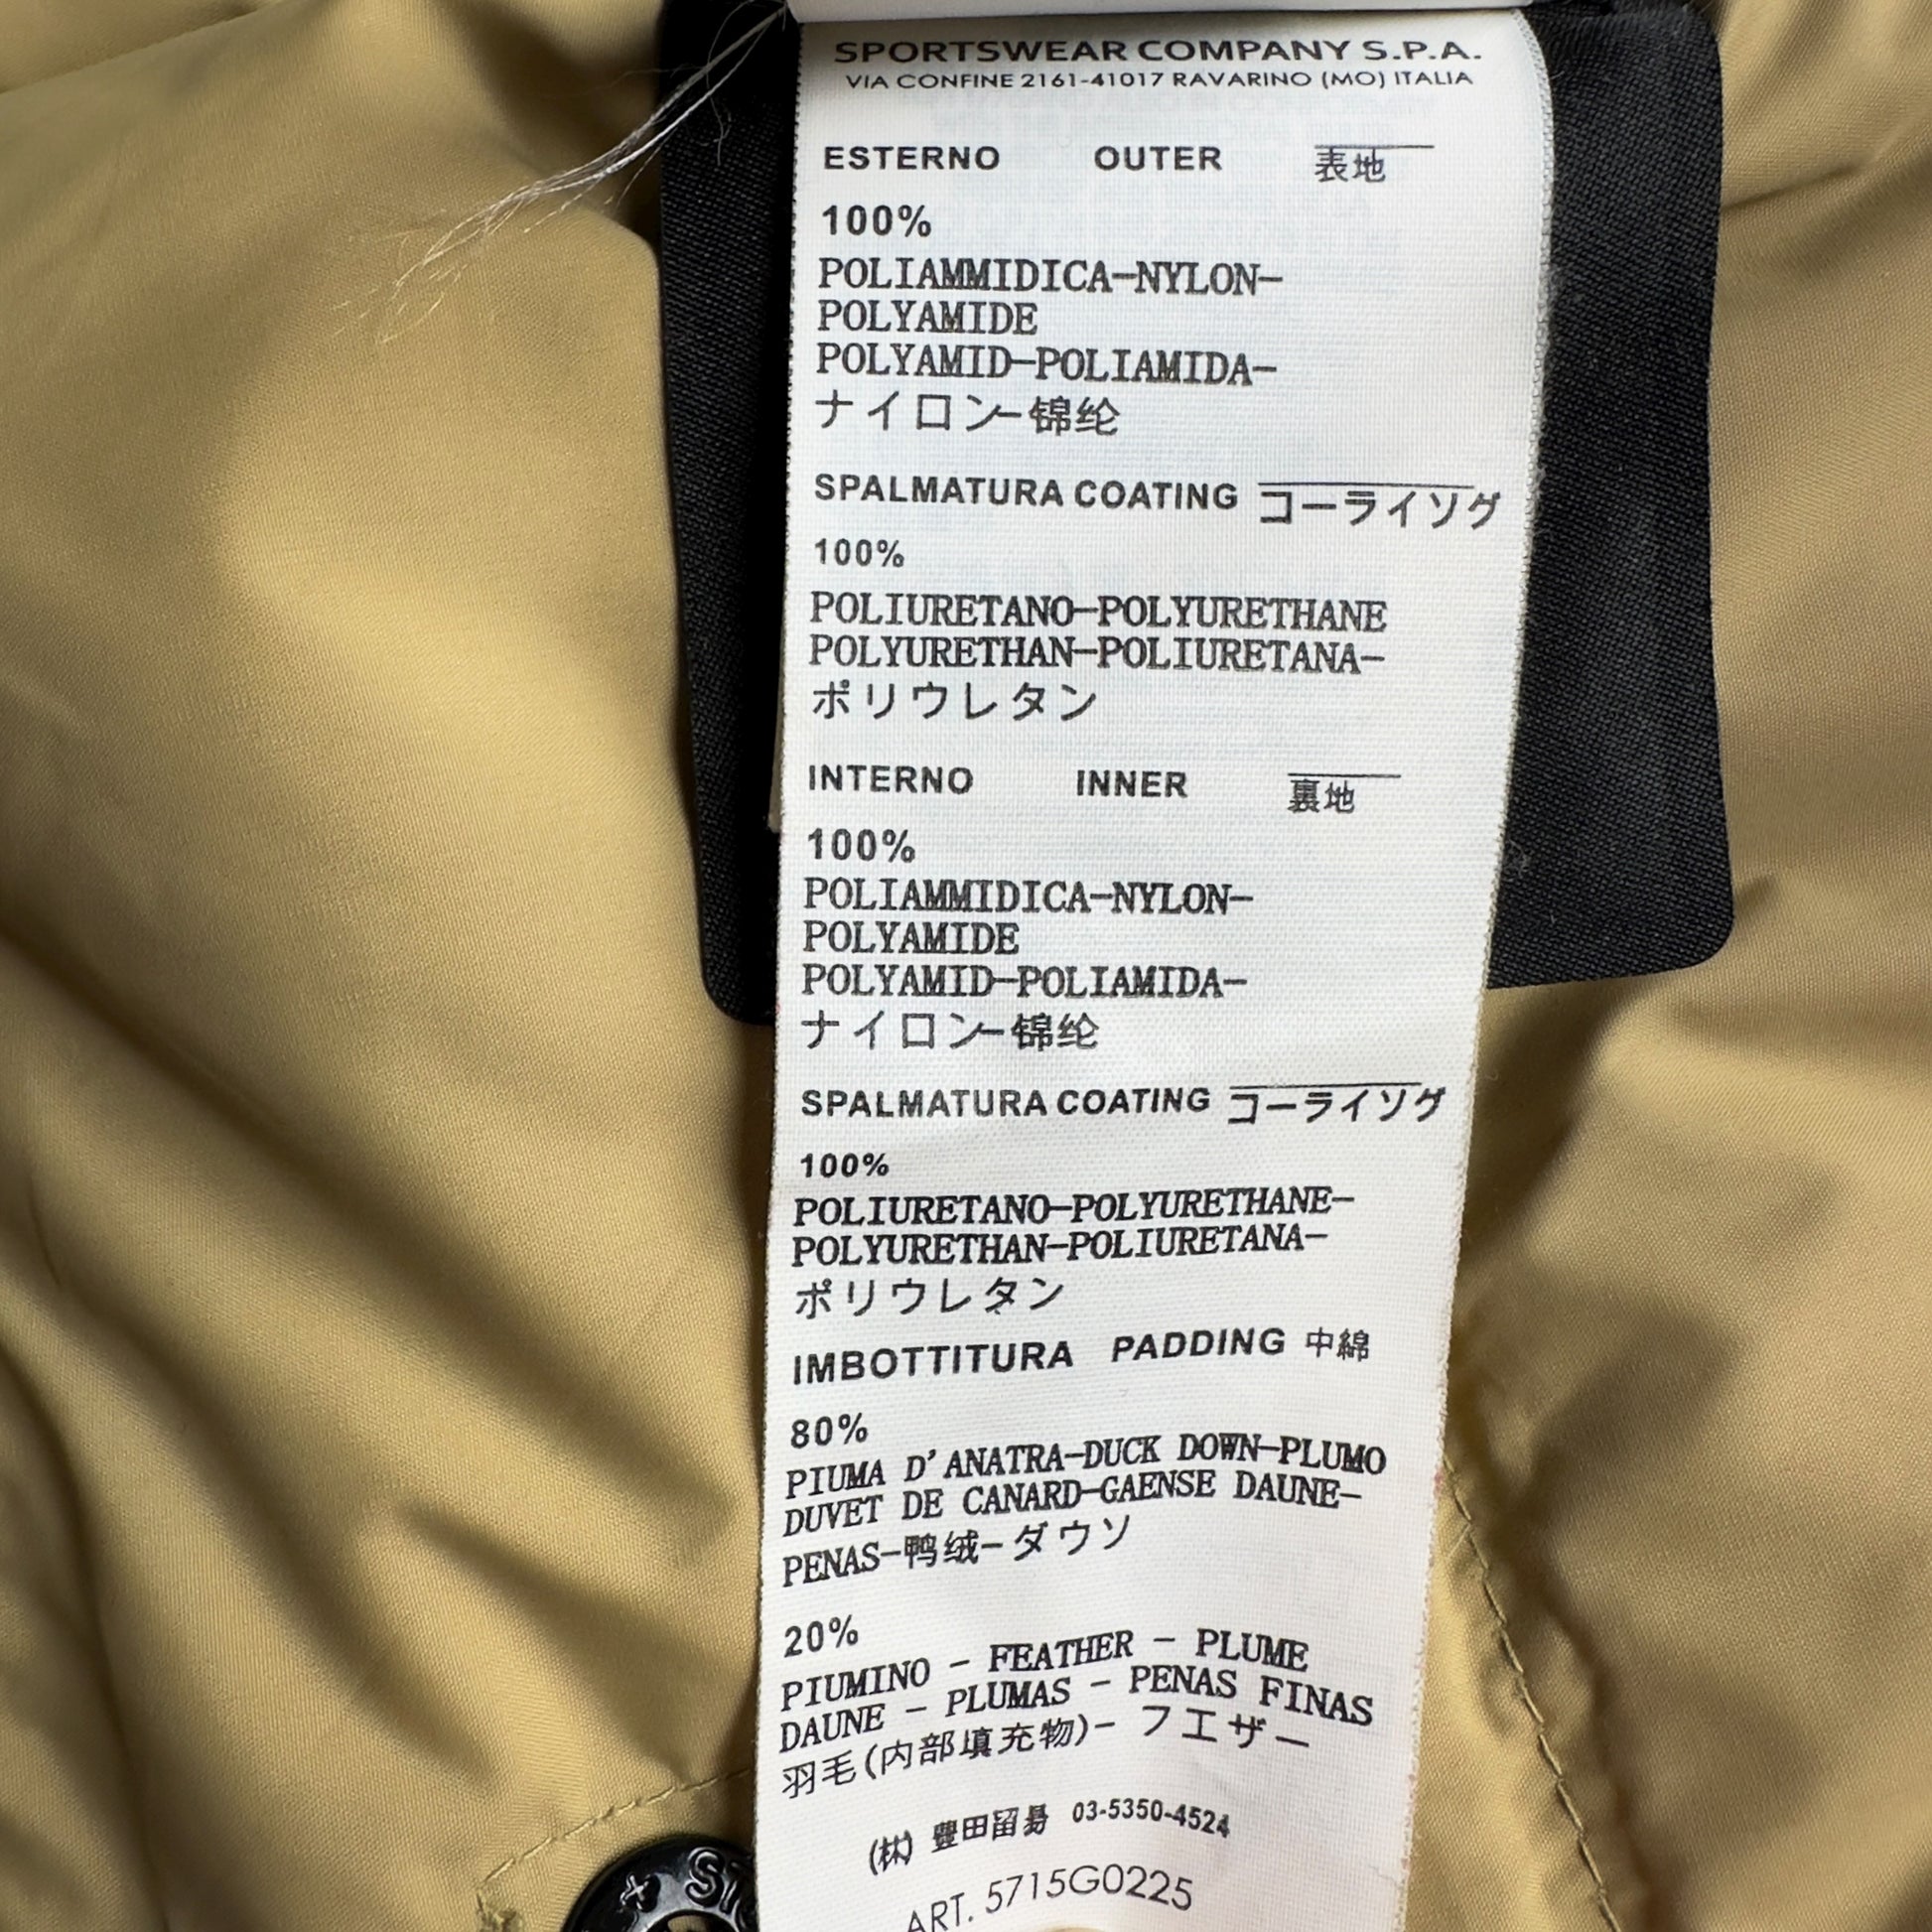 SPORTSWEAR COMPANY S.P.A.
VIA CONFINE 2161-41017 RAVARINO (MO) ITALIA
ESTERNO OUTER 表地
100%
POLIAMMIDICA-NYLON-
POLYAMIDE
POLYAMID-POLIAMIDA-
ナイロン-锦纶
SPALMATURA COATING コーライソグ
100%
POLIURETANO-POLYURETHANE
POLYURETHAN-POLIURETANA-
ポリウレタン
INTERNO INNER 裏地
100%
POLIAMMIDICA-NYLON-
POLYAMIDE
POLYAMID-POLIAMIDA-
ナイロン-锦纶
SPALMATURA COATING コーライソグ
100%
POLIURETANO-POLYURETHANE-
POLYURETHAN-POLIURETANA-
ポリウレタン
IMBOTTITURA PADDING 中綿
80%
PIUMA D'ANATRA-DUCK DOWN-PLUMO
DUVET DE CANARD-GAENSE DAUNE-
PENAS-鸭绒-ダウソ
20%
PIUMINO - FEATHER - PLUME
DAUNE - PLUMAS - PENAS FINAS
羽毛(内部填充物)- フエザー
豊田留 03-5350-4524
ART. 5715G0225